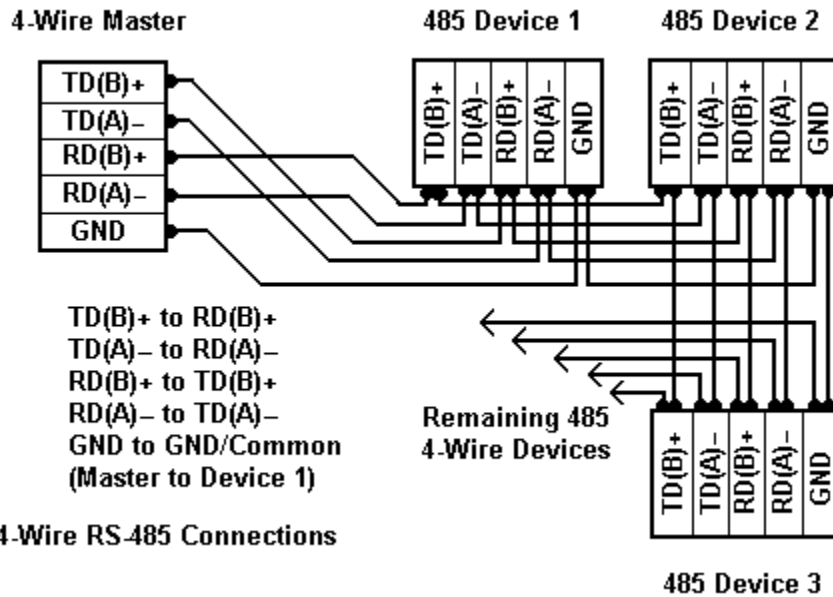 4-Wire Master
485 Device 1
485 Device 2
TD(B)+
TD(A)–
RD(B)+
RD(A)–
GND
TD(B)+
TD(A)–
RD(B)+
RD(A)–
GND
TD(B)+
TD(A)–
RD(B)+
RD(A)–
GND
TD(B)+ to RD(B)+
TD(A)– to RD(A)–
RD(B)+ to TD(B)+
RD(A)– to TD(A)–
GND to GND/Common
(Master to Device 1)
Remaining 485
4-Wire Devices
TD(B)+
TD(A)–
RD(B)+
RD(A)–
GND
4-Wire RS-485 Connections
485 Device 3